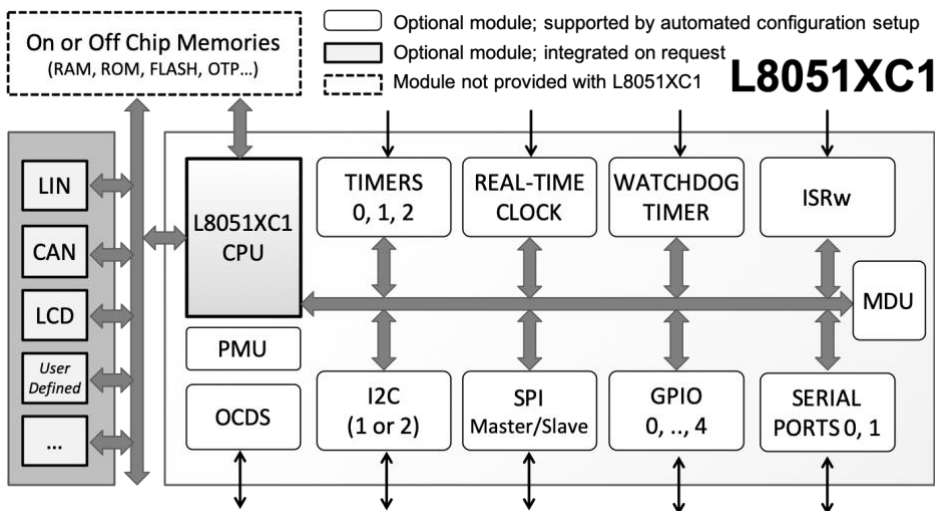 On or Off Chip Memories
(RAM, ROM, FLASH, OTP...)
Optional module; supported by automated configuration setup
Optional module; integrated on request
Module not provided with L8051XC1
L8051XC1
LIN
CAN
LCD
User
Defined
...
L8051XC1
CPU
PMU
OCDS
TIMERS
0, 1, 2
REAL-TIME
CLOCK
WATCHDOG
TIMER
ISRw
MDU
I2C
(1 or 2)
SPI
Master/Slave
GPIO
0, .., 4
SERIAL
PORTS 0, 1